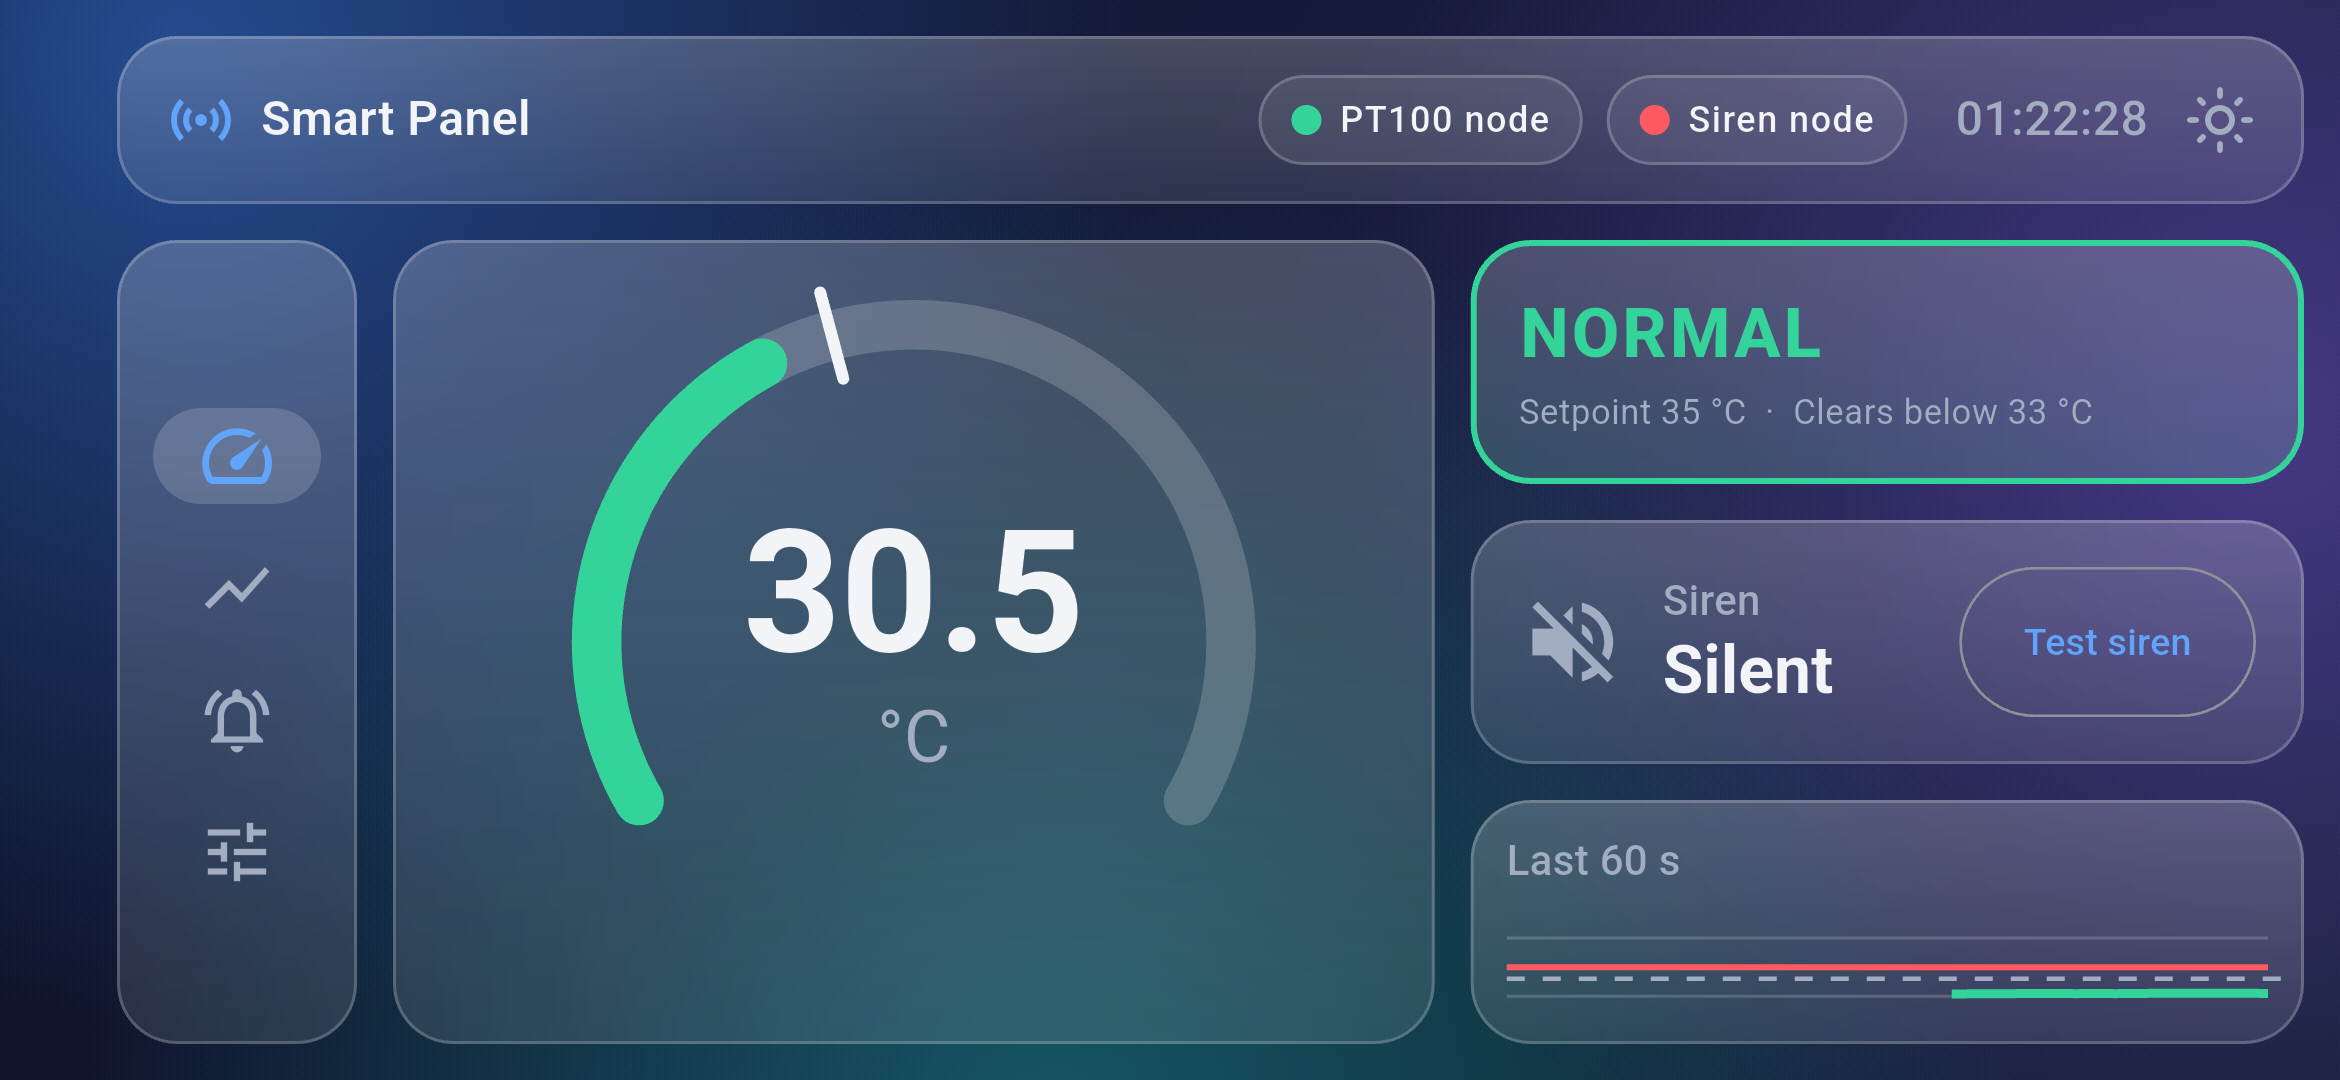 Smart Panel
PT100 node
Siren node
01:22:28
30.5
°C
NORMAL
Setpoint 35 °C · Clears below 33 °C
Siren
Silent
Test siren
Last 60 s